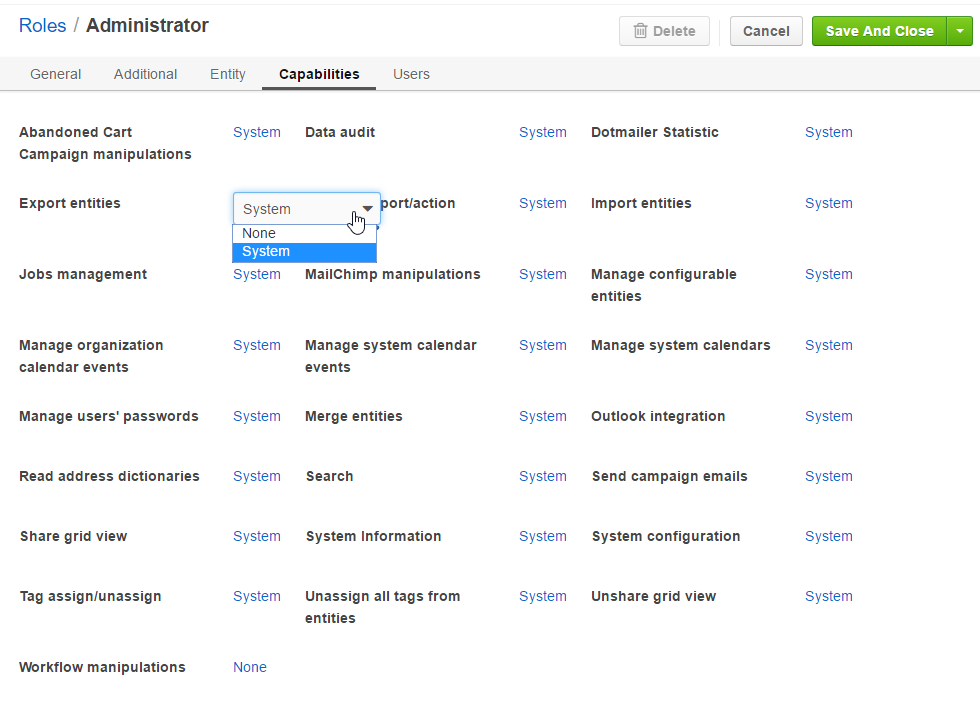 Roles / Administrator
Delete
Cancel
Save And Close
General
Additional
Entity
Capabilities
Users
Abandoned Cart
Campaign manipulations
System
Data audit
System
Dotmailer Statistic
System
Export entities
System
None
System
port/action
System
Import entities
System
Jobs management
System
MailChimp manipulations
System
Manage configurable
entities
System
Manage organization
calendar events
System
Manage system calendar
events
System
Manage system calendars
System
Manage users' passwords
System
Merge entities
System
Outlook integration
System
Read address dictionaries
System
Search
System
Send campaign emails
System
Share grid view
System
System Information
System
System configuration
System
Tag assign/unassign
System
Unassign all tags from
entities
System
Unshare grid view
System
Workflow manipulations
None